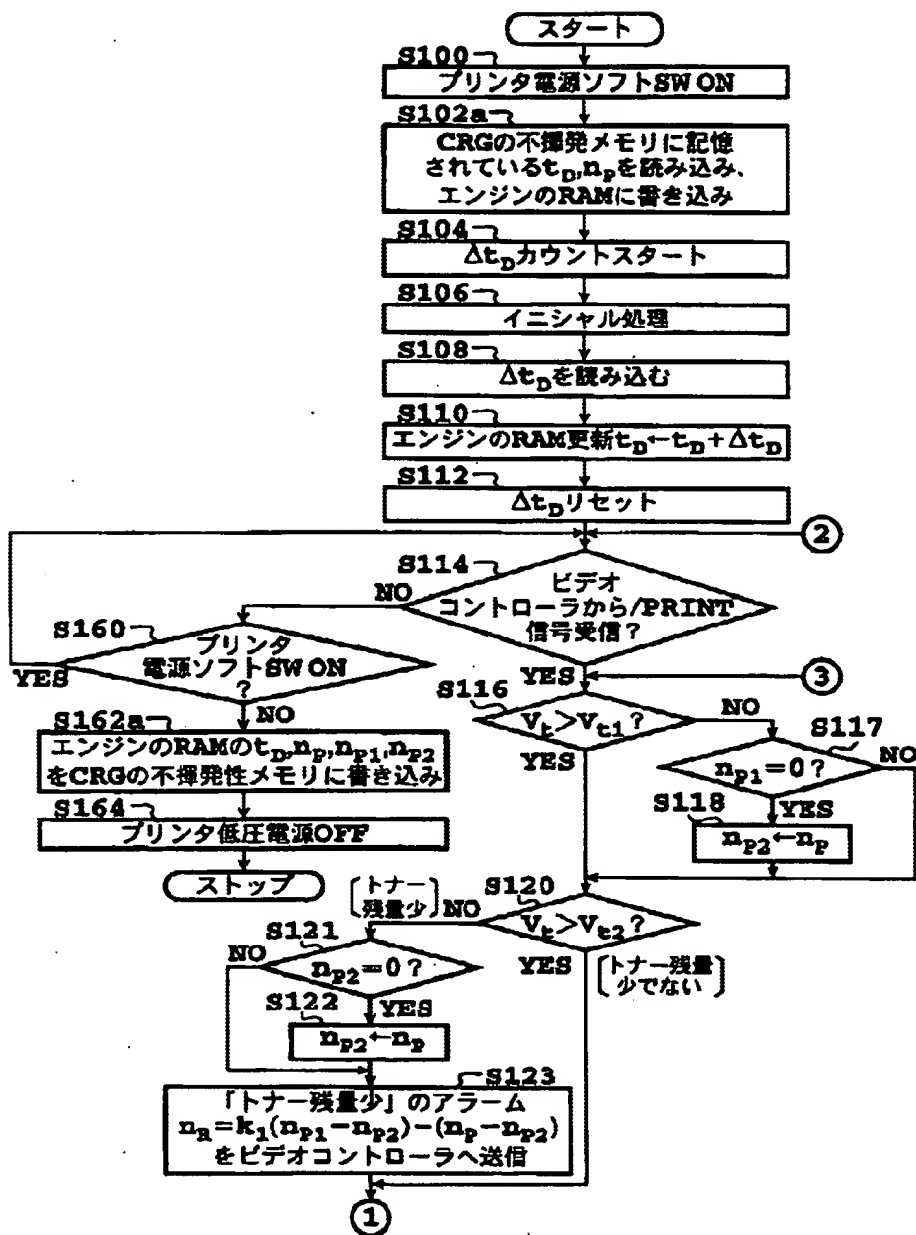 スタート
S100
プリンタ電源ソフトSW ON
S102a
CRGの不揮発メモリに記憶
されているtD,nPを読み込み、
エンジンのRAMに書き込み
S104
ΔtDカウントスタート
S106
イニシャル処理
S108
ΔtDを読み込む
S110
エンジンのRAM更新tD←tD+ΔtD
S112
ΔtDリセット
②
S114
ビデオ
コントローラから/PRINT
信号受信？
NO
YES
S160
プリンタ
電源ソフトSW ON
？
YES
NO
③
S116
Vt>Vt1？
NO
YES
S117
nP1=0？
NO
YES
S118
nP2←nP
S162a
エンジンのRAMのtD,nP,nP1,nP2
をCRGの不揮発性メモリに書き込み
S164
プリンタ低圧電源OFF
ストップ
S120
Vt>Vt2？
〔トナー
残量少〕
NO
YES
〔トナー残量
少でない〕
S121
nP2=0？
NO
YES
S122
nP2←nP
S123
「トナー残量少」のアラーム
nR=k1(nP1-nP2)-(nP-nP2)
をビデオコントローラへ送信
①